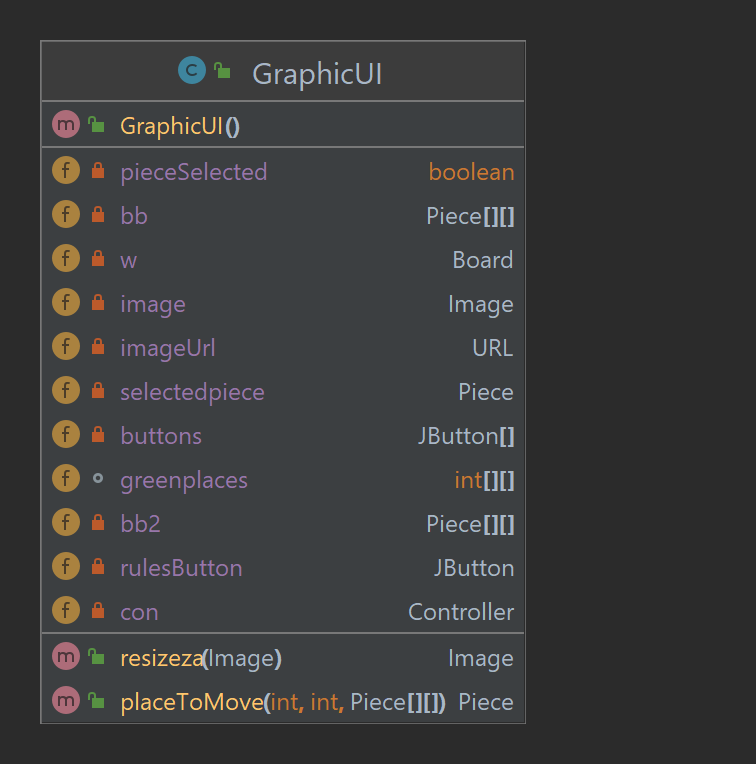 C GraphicUI
m GraphicUI()
f pieceSelected boolean
f bb Piece[][]
f w Board
f image Image
f imageUrl URL
f selectedpiece Piece
f buttons JButton[]
f greenplaces int[][]
f bb2 Piece[][]
f rulesButton JButton
f con Controller
m resizeza(Image) Image
m placeToMove(int, int, Piece[][]) Piece